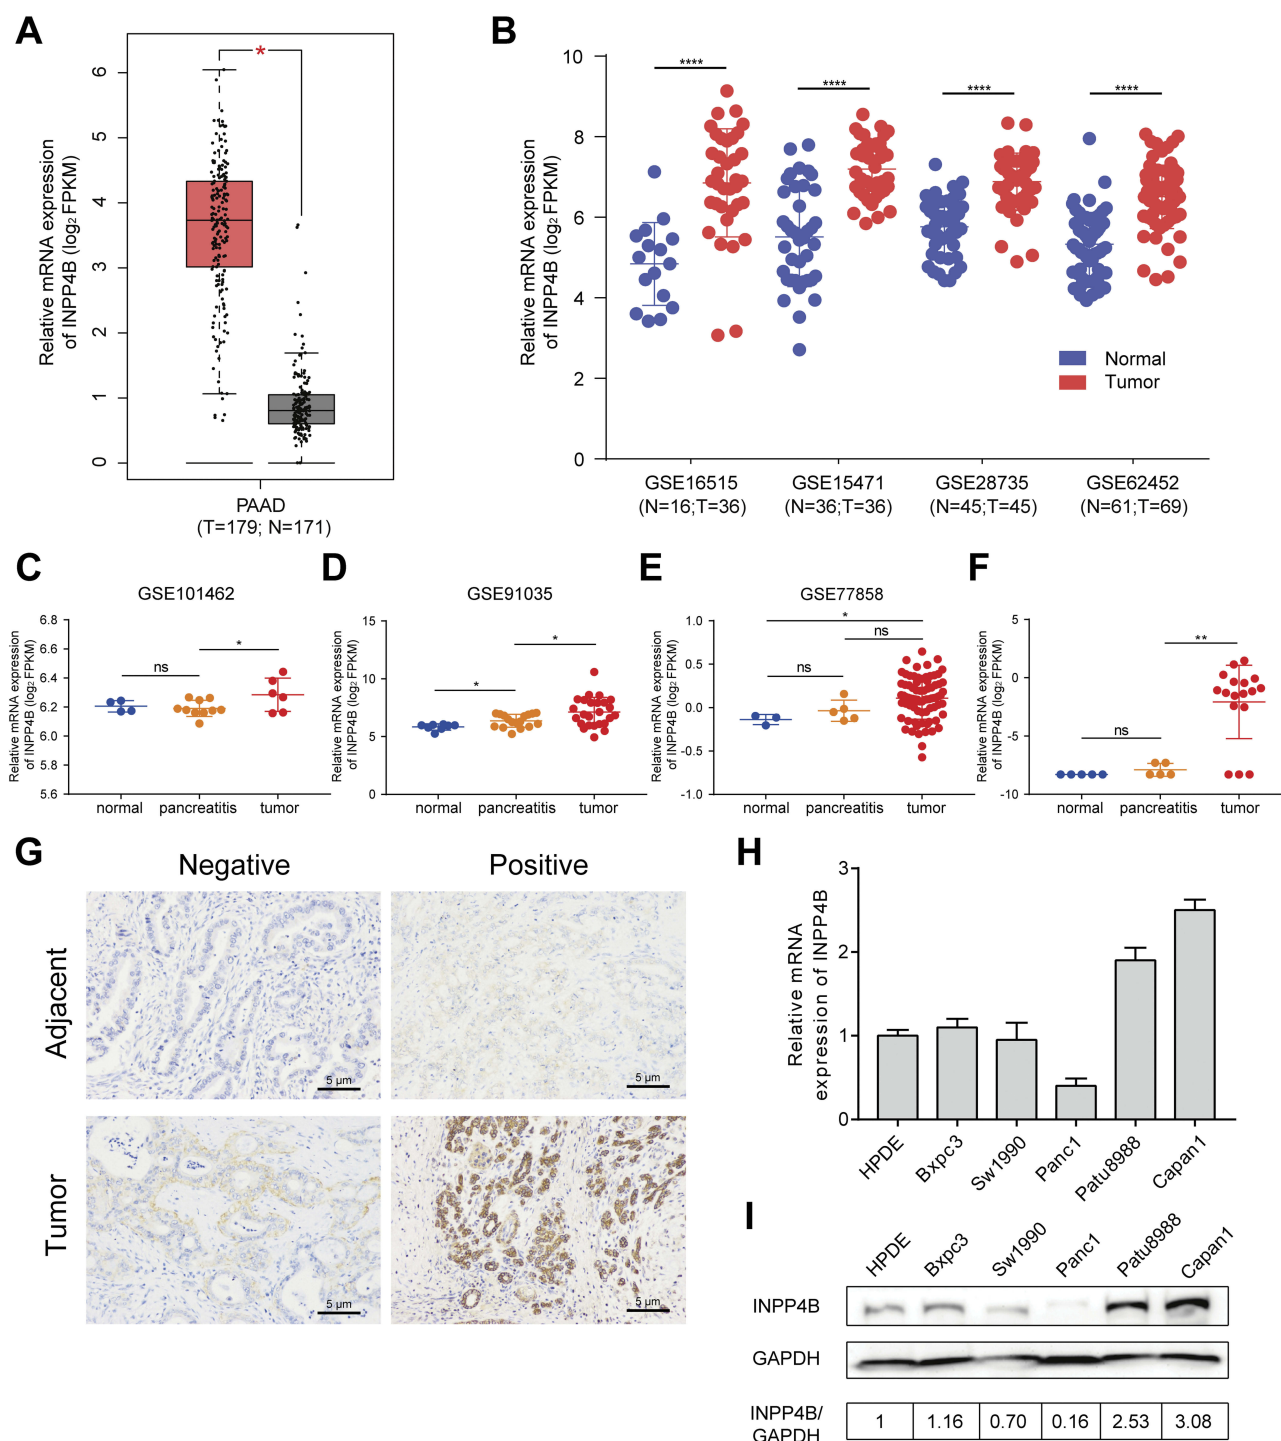 A
Relative mRNA expression
of INPP4B (log₂ FPKM)
6
5
4
3
2
1
0
*
PAAD
(T=179; N=171)
B
Relative mRNA expression
of INPP4B (log₂ FPKM)
10
8
6
4
2
0
****
****
****
****
Normal
Tumor
GSE16515
(N=16;T=36)
GSE15471
(N=36;T=36)
GSE28735
(N=45;T=45)
GSE62452
(N=61;T=69)
C
GSE101462
Relative mRNA expression
of INPP4B (log₂ FPKM)
6.8
6.6
6.4
6.2
6.0
5.8
5.6
ns
*
normal
pancreatitis
tumor
D
GSE91035
Relative mRNA expression
of INPP4B (log₂ FPKM)
15
10
5
0
*
*
normal
pancreatitis
tumor
E
GSE77858
Relative mRNA expression
of INPP4B (log₂ FPKM)
1.0
0.5
0.0
-0.5
-1.0
*
ns
ns
normal
pancreatitis
tumor
F
Relative mRNA expression
of INPP4B (log₂ FPKM)
5
0
-5
-10
**
ns
normal
pancreatitis
tumor
G
Negative
Positive
Adjacent
5 µm
5 µm
Tumor
5 µm
5 µm
H
Relative mRNA
expression of INPP4B
3
2
1
0
HPDE
Bxpc3
Sw1990
Panc1
Patu8988
Capan1
I
HPDE
Bxpc3
Sw1990
Panc1
Patu8988
Capan1
INPP4B
GAPDH
INPP4B/
GAPDH
1
1.16
0.70
0.16
2.53
3.08